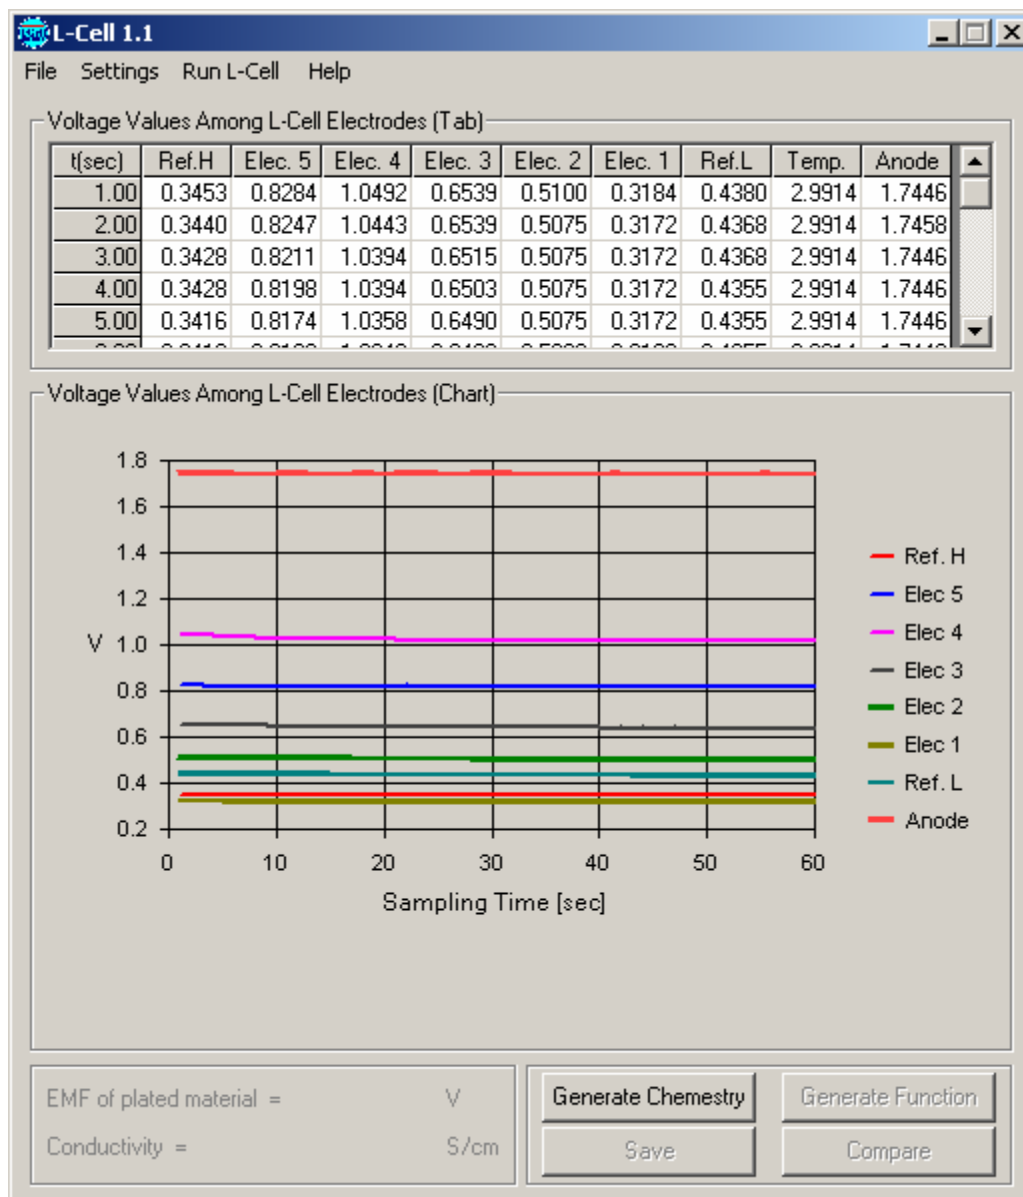 L-Cell 1.1
File Settings Run L-Cell Help
Voltage Values Among L-Cell Electrodes (Tab)
t(sec) Ref.H Elec. 5 Elec. 4 Elec. 3 Elec. 2 Elec. 1 Ref.L Temp. Anode
1.00 0.3453 0.8284 1.0492 0.6539 0.5100 0.3184 0.4380 2.9914 1.7446
2.00 0.3440 0.8247 1.0443 0.6539 0.5075 0.3172 0.4368 2.9914 1.7458
3.00 0.3428 0.8211 1.0394 0.6515 0.5075 0.3172 0.4368 2.9914 1.7446
4.00 0.3428 0.8198 1.0394 0.6503 0.5075 0.3172 0.4355 2.9914 1.7446
5.00 0.3416 0.8174 1.0358 0.6490 0.5075 0.3172 0.4355 2.9914 1.7446
Voltage Values Among L-Cell Electrodes (Chart)
1.8
1.6
1.4
1.2
V 1.0
0.8
0.6
0.4
0.2
0 10 20 30 40 50 60
Sampling Time [sec]
Ref. H
Elec 5
Elec 4
Elec 3
Elec 2
Elec 1
Ref. L
Anode
EMF of plated material = V
Conductivity = S/cm
Generate Chemestry Generate Function
Save Compare